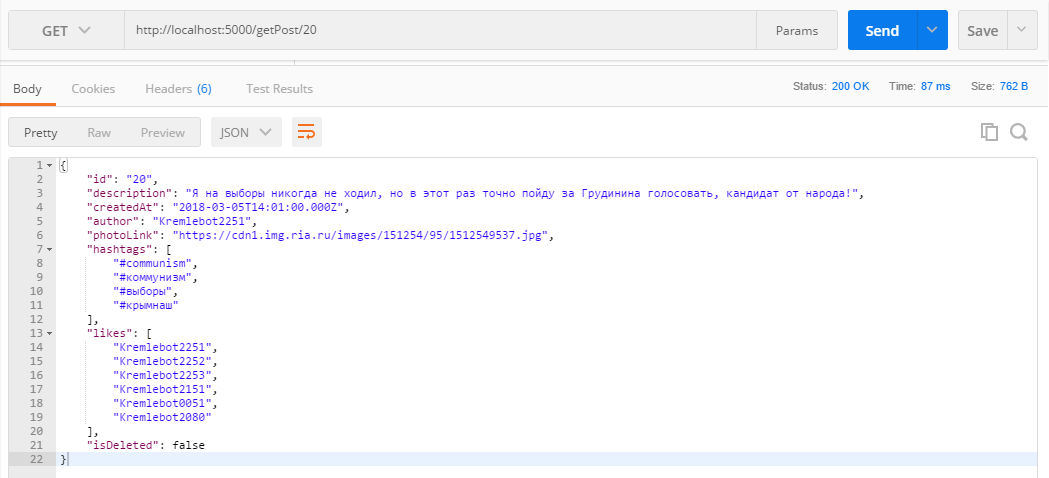 GET http://localhost:5000/getPost/20 Params Send Save
Body Cookies Headers (6) Test Results Status: 200 OK Time: 87 ms Size: 762 B
Pretty Raw Preview JSON
1 {
2 "id": "20",
3 "description": "Я на выборы никогда не ходил, но в этот раз точно пойду за Грудинина голосовать, кандидат от народа!",
4 "createdAt": "2018-03-05T14:01:00.000Z",
5 "author": "Kremlebot2251",
6 "photoLink": "https://cdn1.img.ria.ru/images/151254/95/1512549537.jpg",
7 "hashtags": [
8 "#communism",
9 "#коммунизм",
10 "#выборы",
11 "#крымнаш"
12 ],
13 "likes": [
14 "Kremlebot2251",
15 "Kremlebot2252",
16 "Kremlebot2253",
17 "Kremlebot2151",
18 "Kremlebot0051",
19 "Kremlebot2080"
20 ],
21 "isDeleted": false
22 }